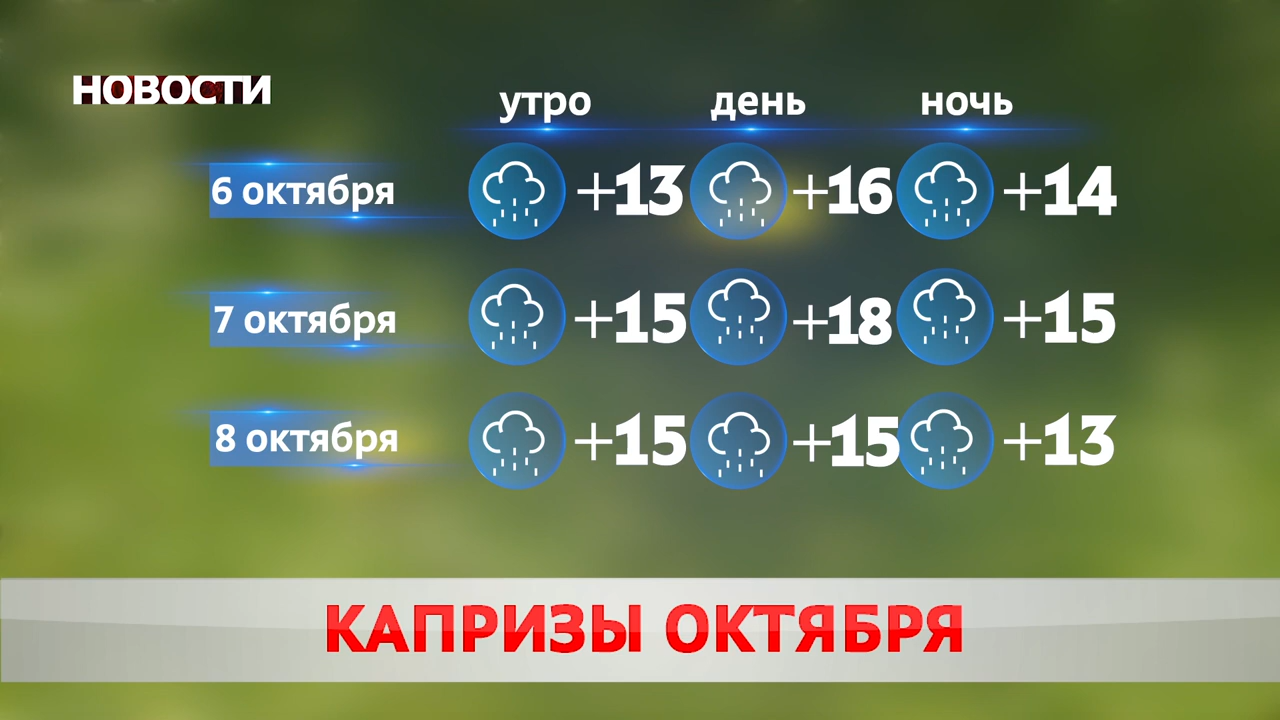 НОВОСТИ
утро день ночь
6 октября +13 +16 +14
7 октября +15 +18 +15
8 октября +15 +15 +13
КАПРИЗЫ ОКТЯБРЯ